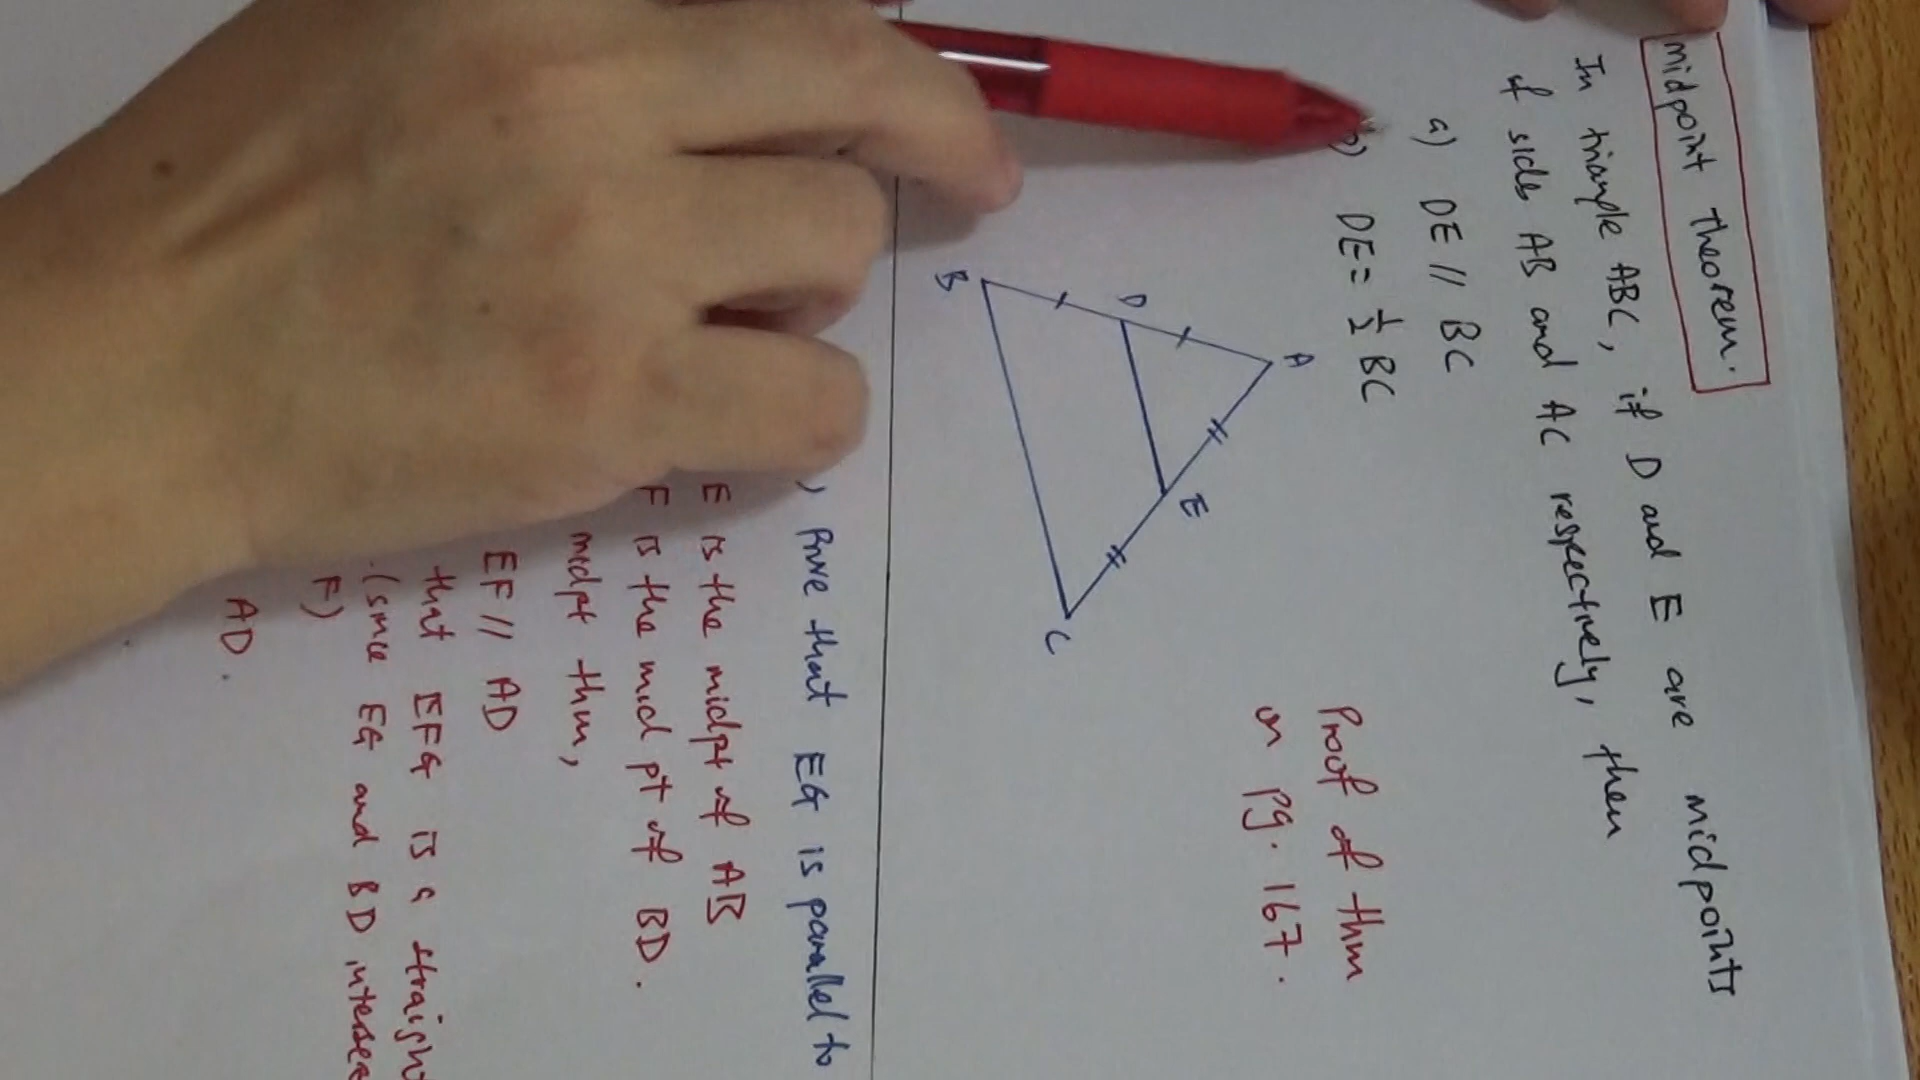 midpoint theorem.
In triangle ABC, if D and E are midpoints
of sides AB and AC respectively, then
a) DE // BC
b) DE = 1/2 BC
Proof of thm
on pg. 167.
A
D
E
B
C
) Prove that EG is parallel to
E is the midpt of AB
F is the mid pt of BD.
midpt thm,
EF // AD
that EFG is a straight
(since EG and BD intersec
F)
AD.